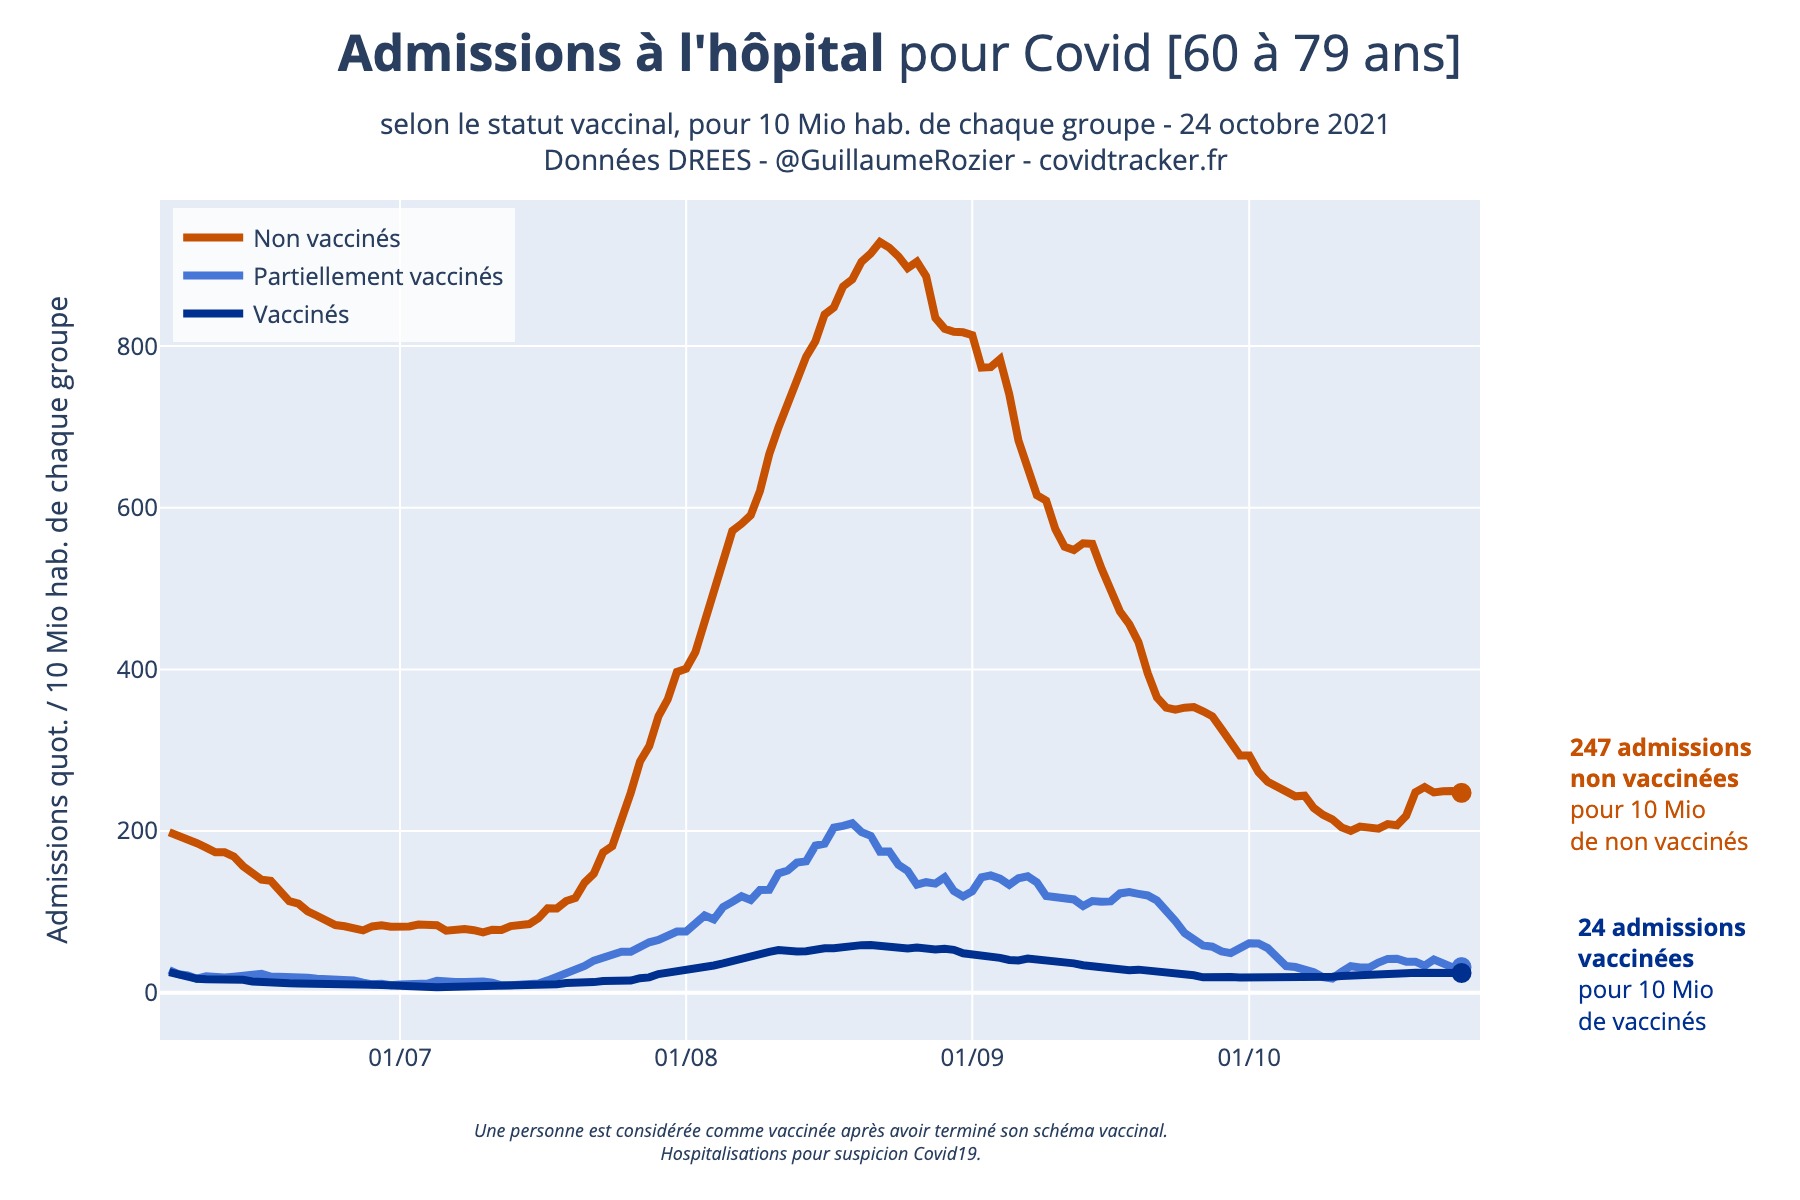 Admissions à l'hôpital pour Covid [60 à 79 ans]
selon le statut vaccinal, pour 10 Mio hab. de chaque groupe - 24 octobre 2021
Données DREES - @GuillaumeRozier - covidtracker.fr
Non vaccinés
Partiellement vaccinés
Vaccinés
Admissions quot. / 10 Mio hab. de chaque groupe
800
600
400
200
0
01/07
01/08
01/09
01/10
247 admissions
non vaccinées
pour 10 Mio
de non vaccinés
24 admissions
vaccinées
pour 10 Mio
de vaccinés
Une personne est considérée comme vaccinée après avoir terminé son schéma vaccinal.
Hospitalisations pour suspicion Covid19.